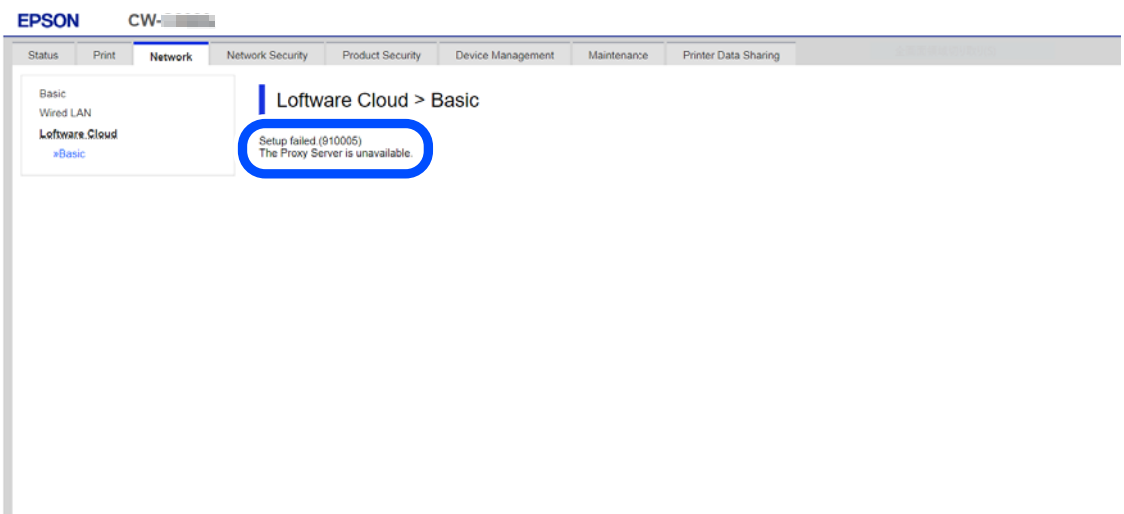 EPSON CW-
Status Print Network Network Security Product Security Device Management Maintenance Printer Data Sharing
Basic
Wired LAN
Loftware Cloud
»Basic
Loftware Cloud > Basic
Setup failed.(910005)
The Proxy Server is unavailable.